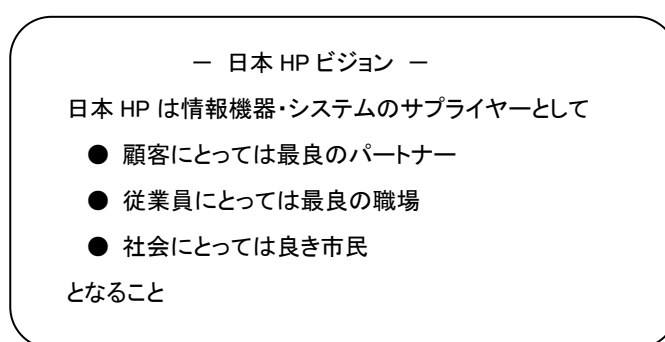 － 日本 HP ビジョン －
日本 HP は情報機器・システムのサプライヤーとして
● 顧客にとっては最良のパートナー
● 従業員にとっては最良の職場
● 社会にとっては良き市民
となること